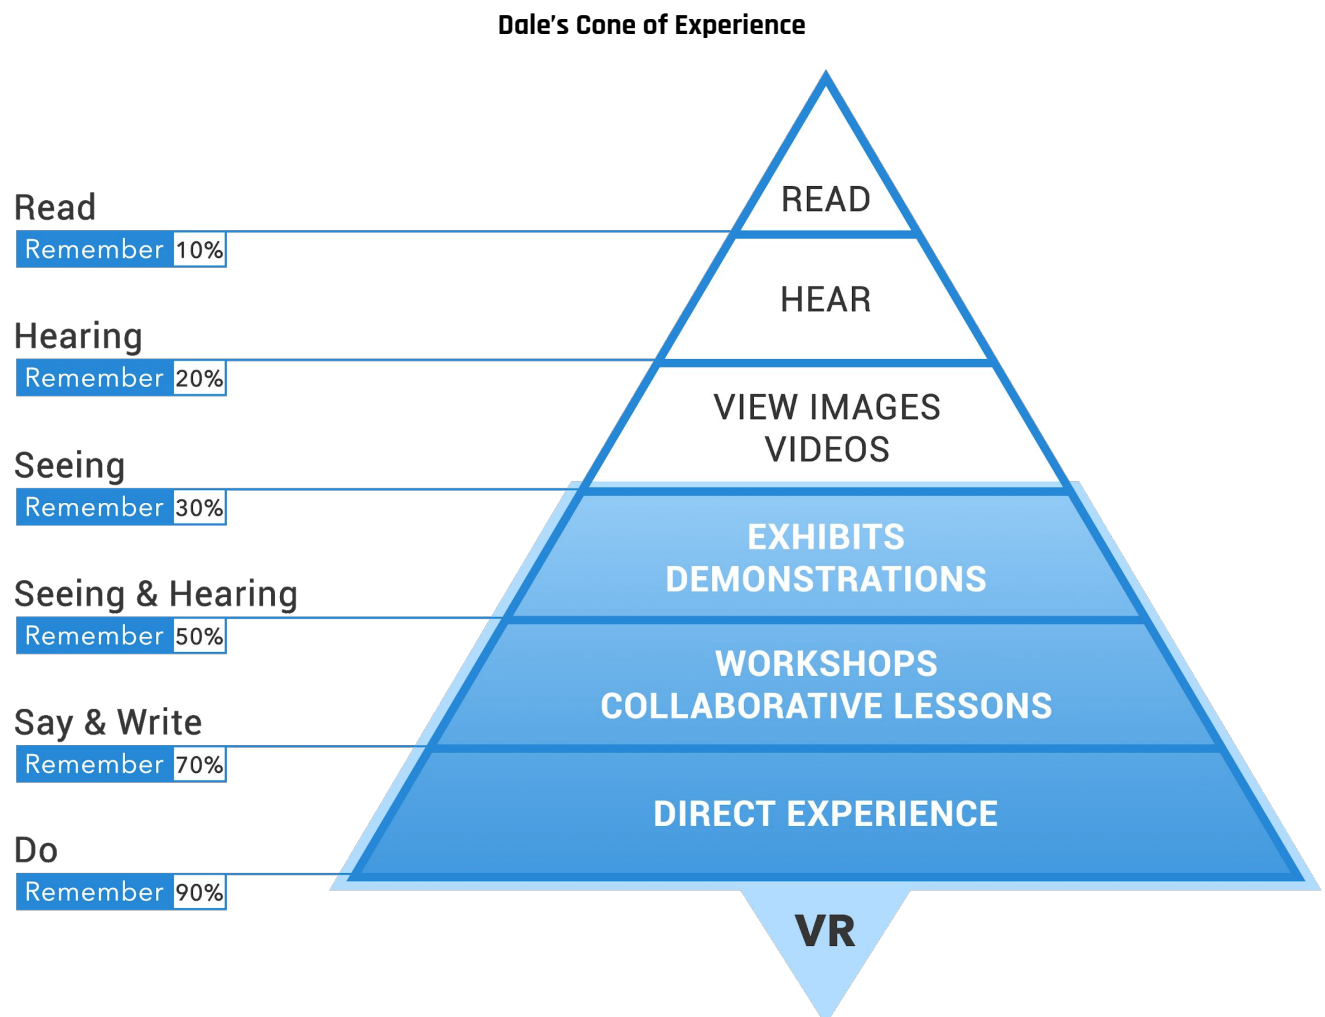 Dale's Cone of Experience
Read
Remember 10%
Hearing
Remember 20%
Seeing
Remember 30%
Seeing & Hearing
Remember 50%
Say & Write
Remember 70%
Do
Remember 90%
READ
HEAR
VIEW IMAGES
VIDEOS
EXHIBITS
DEMONSTRATIONS
WORKSHOPS
COLLABORATIVE LESSONS
DIRECT EXPERIENCE
VR